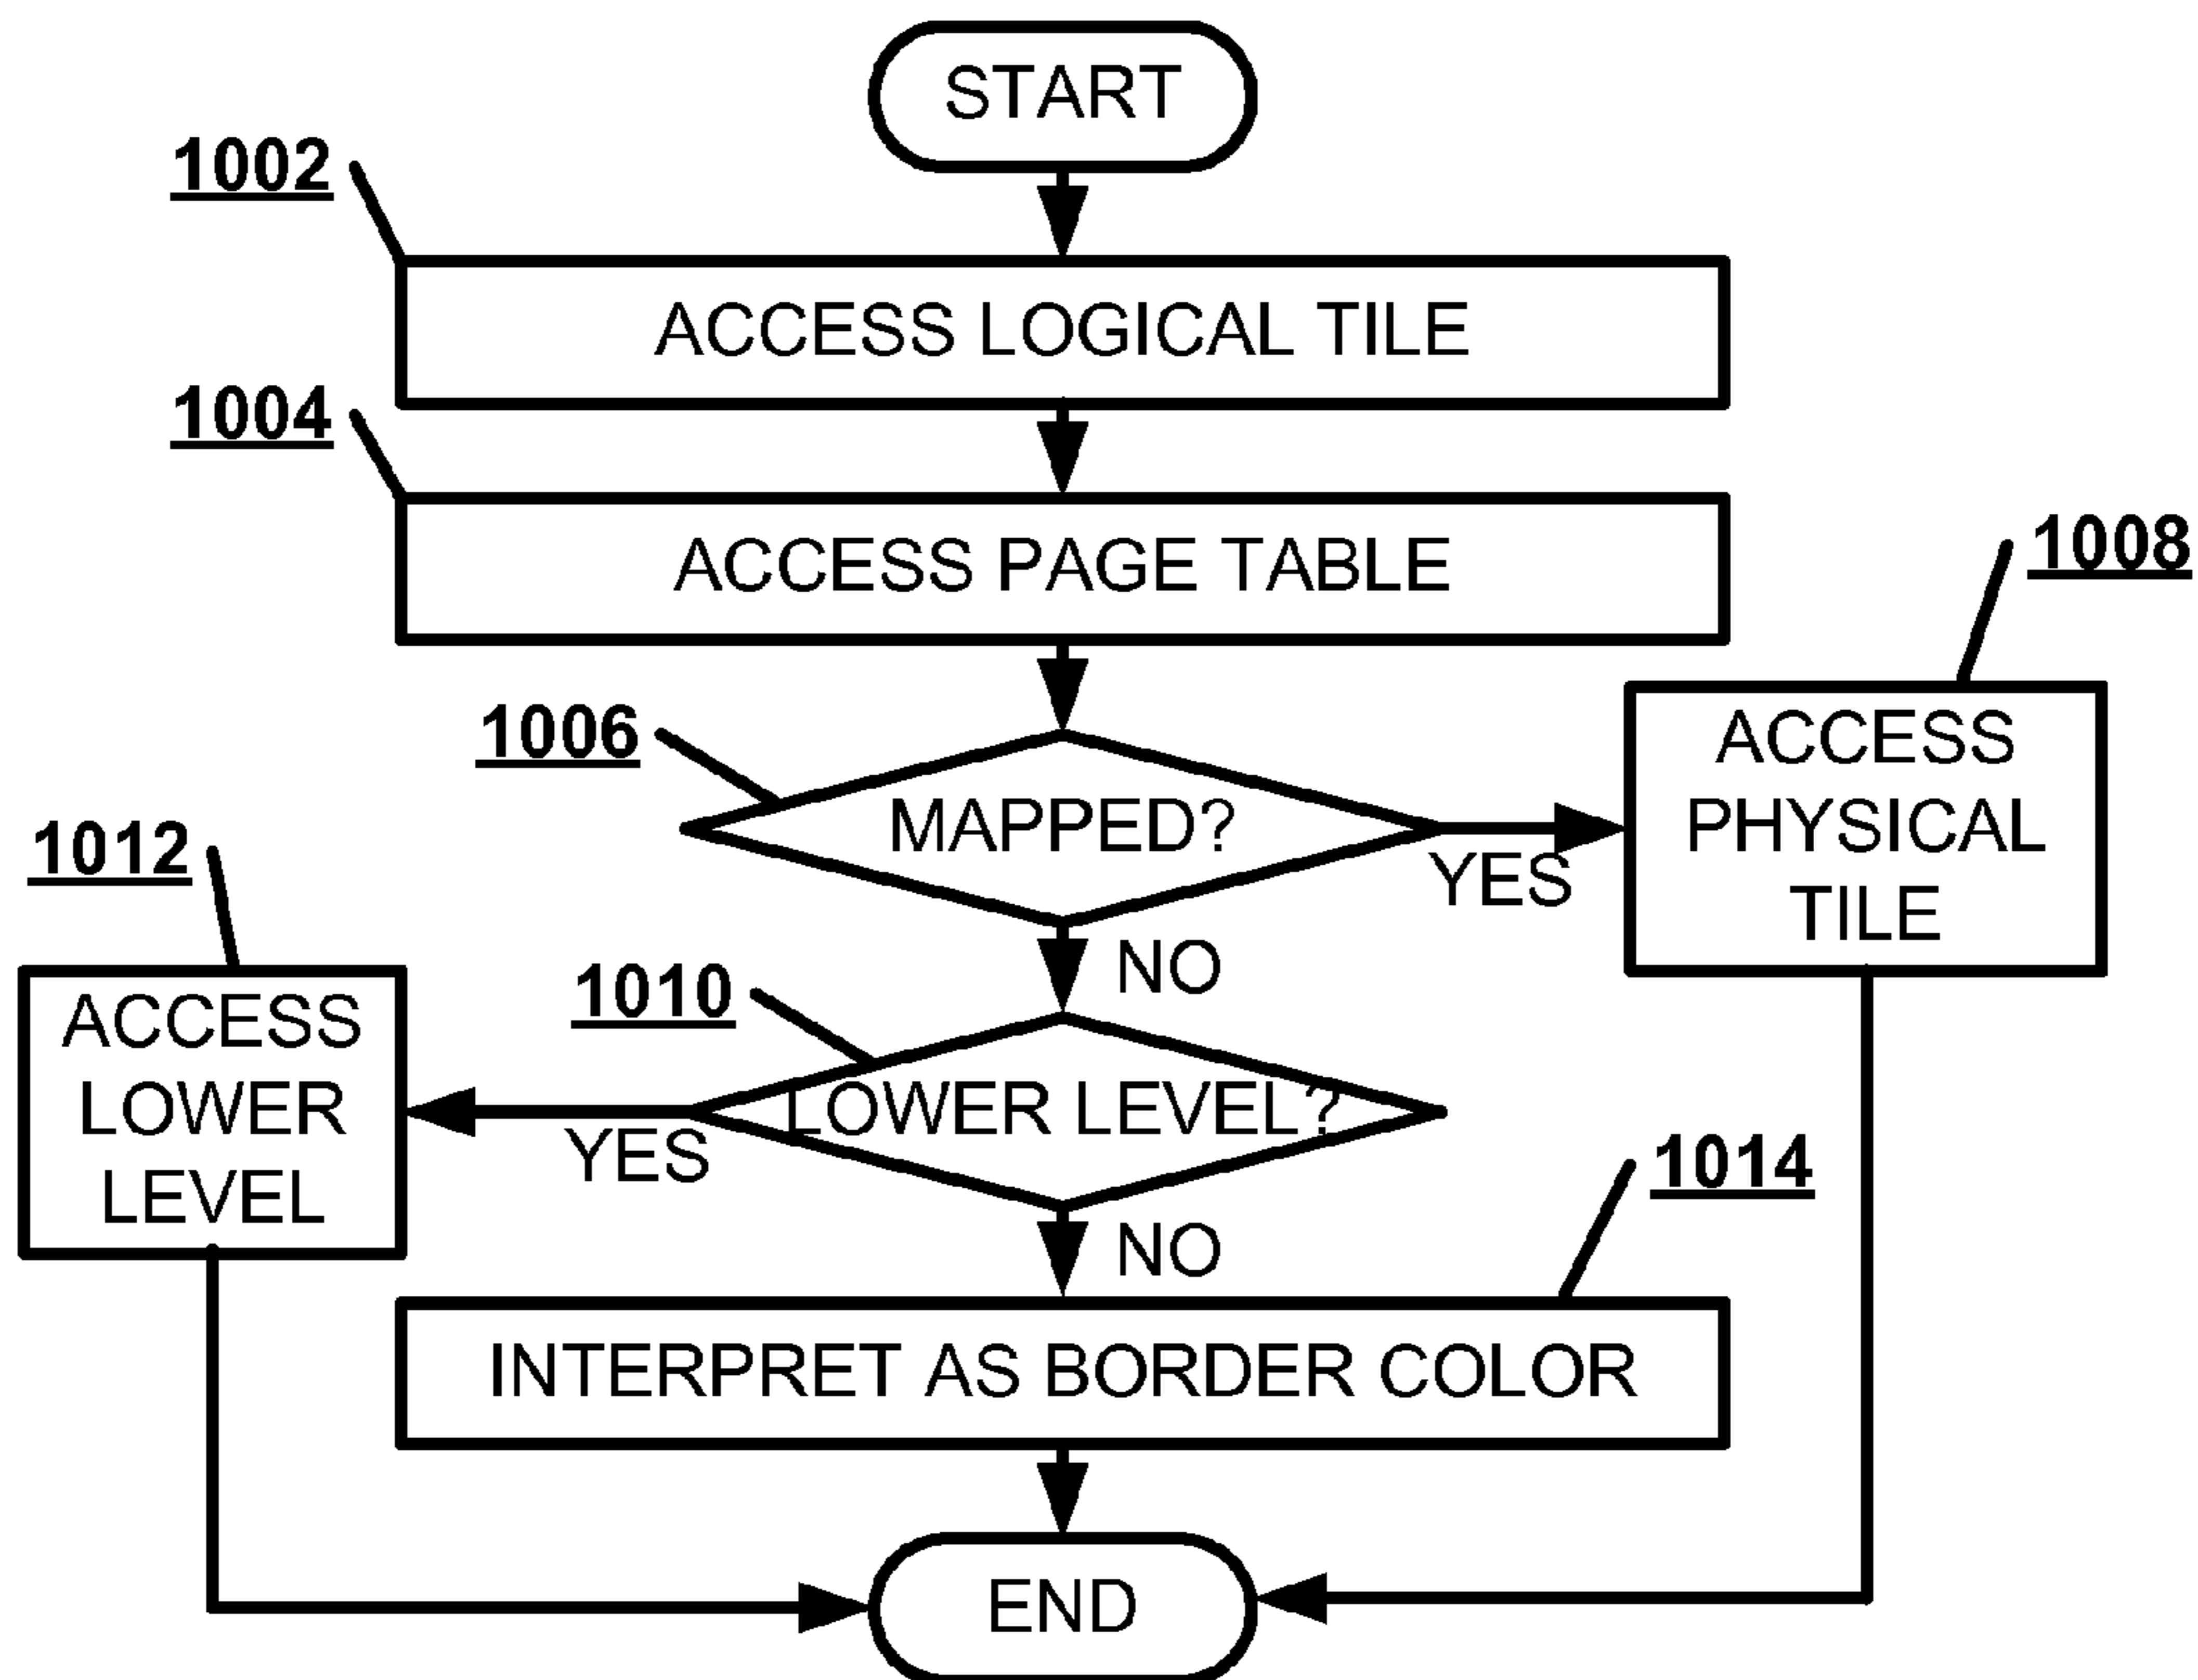 START
1002
ACCESS LOGICAL TILE
1004
ACCESS PAGE TABLE
1008
1006
MAPPED?
YES
ACCESS
PHYSICAL
TILE
1012
NO
1010
ACCESS
LOWER
LEVEL
LOWER LEVEL?
YES
1014
NO
INTERPRET AS BORDER COLOR
END